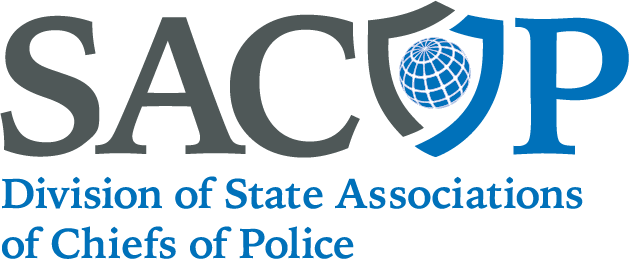 SACOP
Division of State Associations
of Chiefs of Police